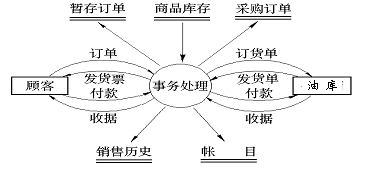 暂存订单 商品库存 采购订单
订单 订货单
发货票 发货单
顾客 付款 事务处理 付款 油库
收据 收据
销售历史 帐 目